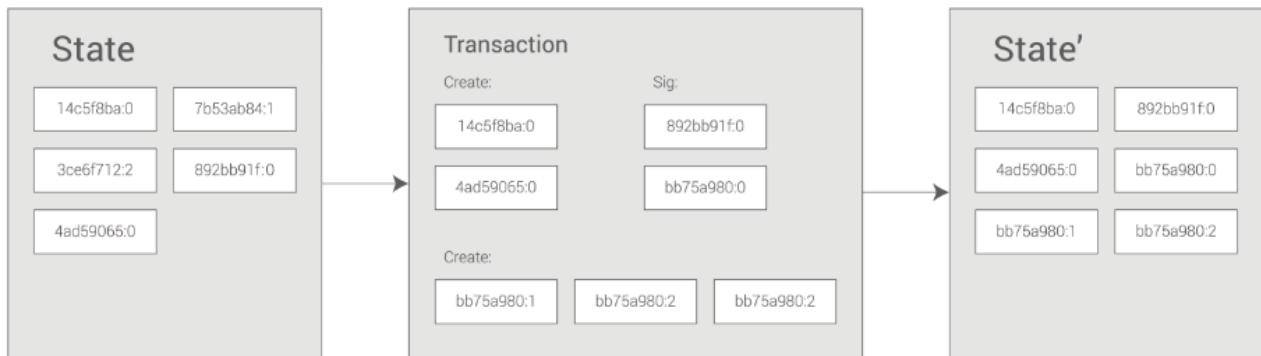 State
14c5f8ba:0 7b53ab84:1
3ce6f712:2 892bb91f:0
4ad59065:0
Transaction
Create: Sig:
14c5f8ba:0 892bb91f:0
4ad59065:0 bb75a980:0
Create:
bb75a980:1 bb75a980:2 bb75a980:2
State’
14c5f8ba:0 892bb91f:0
4ad59065:0 bb75a980:0
bb75a980:1 bb75a980:2